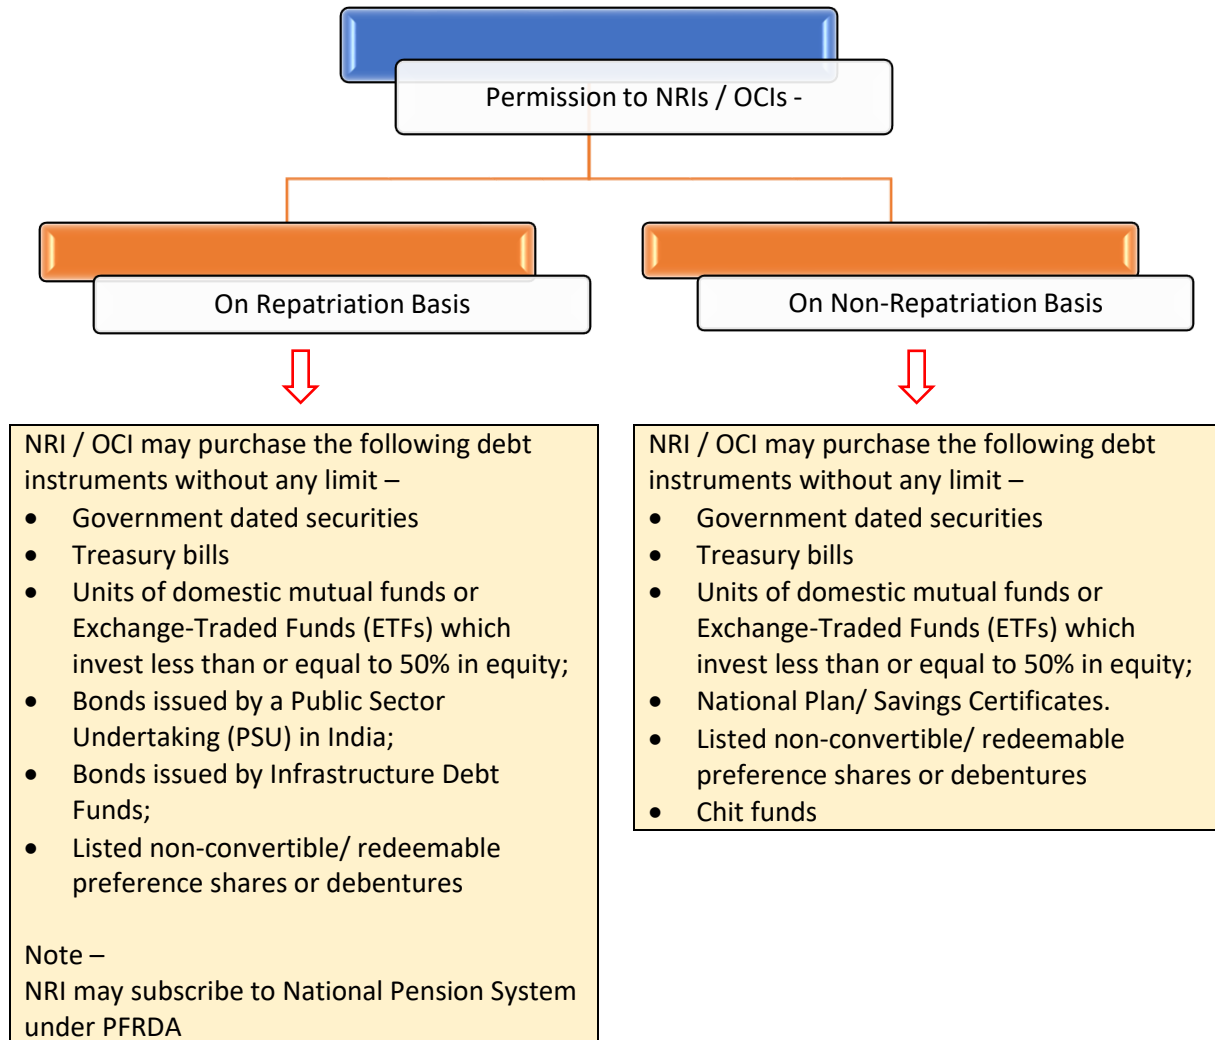 Permission to NRIs / OCIs -
On Repatriation Basis
On Non-Repatriation Basis
NRI / OCI may purchase the following debt
instruments without any limit –
• Government dated securities
• Treasury bills
• Units of domestic mutual funds or
Exchange-Traded Funds (ETFs) which
invest less than or equal to 50% in equity;
• Bonds issued by a Public Sector
Undertaking (PSU) in India;
• Bonds issued by Infrastructure Debt
Funds;
• Listed non-convertible/ redeemable
preference shares or debentures
Note –
NRI may subscribe to National Pension System
under PFRDA
NRI / OCI may purchase the following debt
instruments without any limit –
• Government dated securities
• Treasury bills
• Units of domestic mutual funds or
Exchange-Traded Funds (ETFs) which
invest less than or equal to 50% in equity;
• National Plan/ Savings Certificates.
• Listed non-convertible/ redeemable
preference shares or debentures
• Chit funds